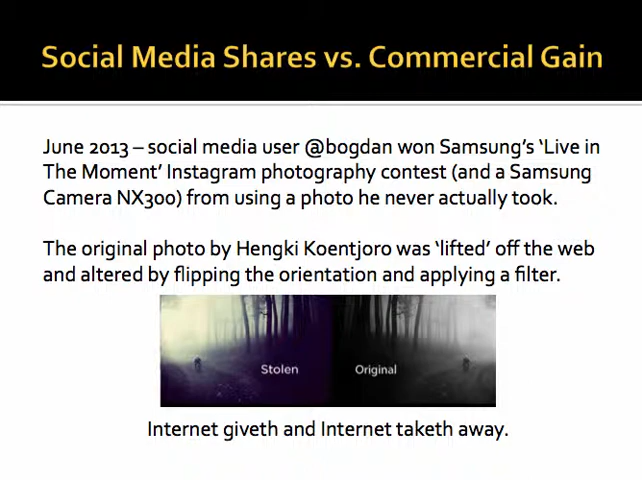 Social Media Shares vs. Commercial Gain
June 2013 – social media user @bogdan won Samsung's 'Live in
The Moment' Instagram photography contest (and a Samsung
Camera NX300) from using a photo he never actually took.
The original photo by Hengki Koentjoro was 'lifted' off the web
and altered by flipping the orientation and applying a filter.
Stolen
Original
Internet giveth and Internet taketh away.